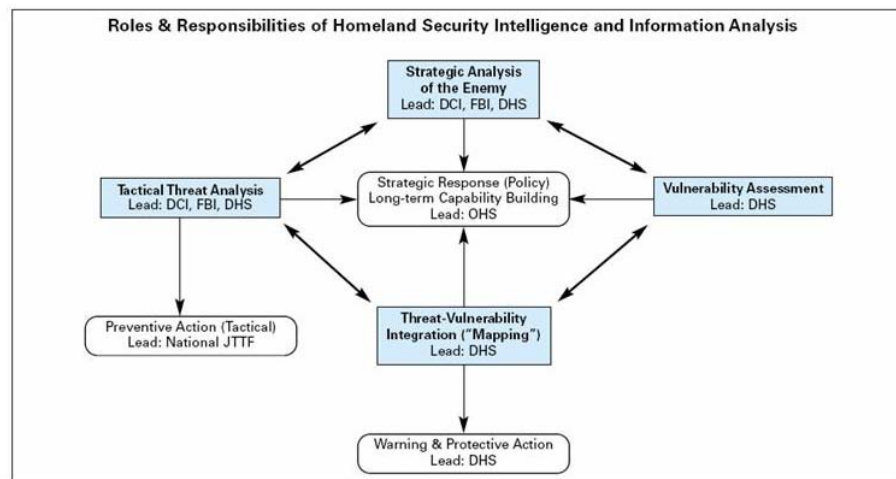 Roles & Responsibilities of Homeland Security Intelligence and Information Analysis
Strategic Analysis
of the Enemy
Lead: DCI, FBI, DHS
Tactical Threat Analysis
Lead: DCI, FBI, DHS
Strategic Response (Policy)
Long-term Capability Building
Lead: OHS
Vulnerability Assessment
Lead: DHS
Preventive Action (Tactical)
Lead: National JTTF
Threat-Vulnerability
Integration (“Mapping”)
Lead: DHS
Warning & Protective Action
Lead: DHS